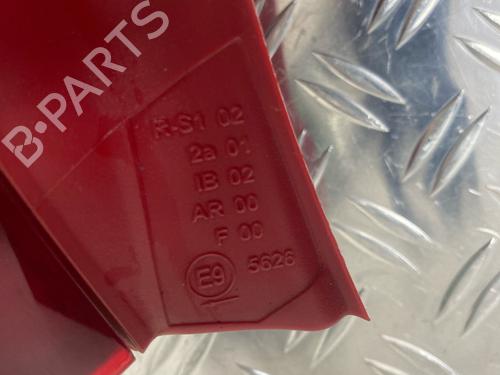 B-PARTS
R-S1 02
2a 01
IB 02
AR 00
F 00
E9 5626